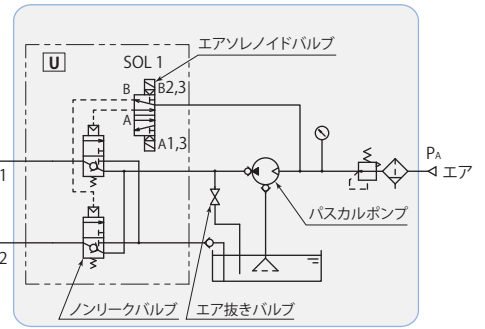 エアソレノイドバルブ
U
SOL 1
B
B2,3
A
A1,3
PA
エア
1
パスカルポンプ
2
ノンリークバルブ
エア抜きバルブ